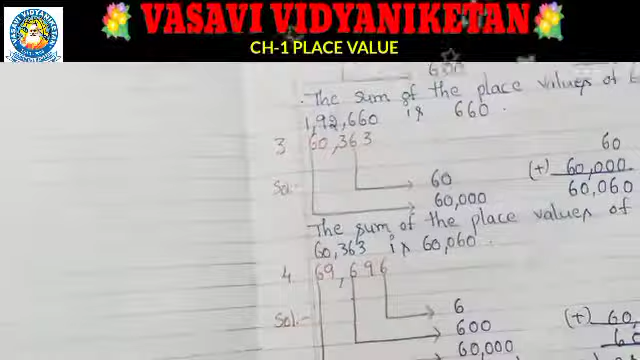 VASAVI VIDYANIKETAN
CH-1 PLACE VALUE
600
The sum of the place values of 6
1,92,660 is 660.
3 60,363
60
Sol:- 60 (+) 60,000
60,000 60,060
The sum of the place values of
60,363 is 60,060.
4. 69,696
6
Sol:- 600 (+) 60,
60,000